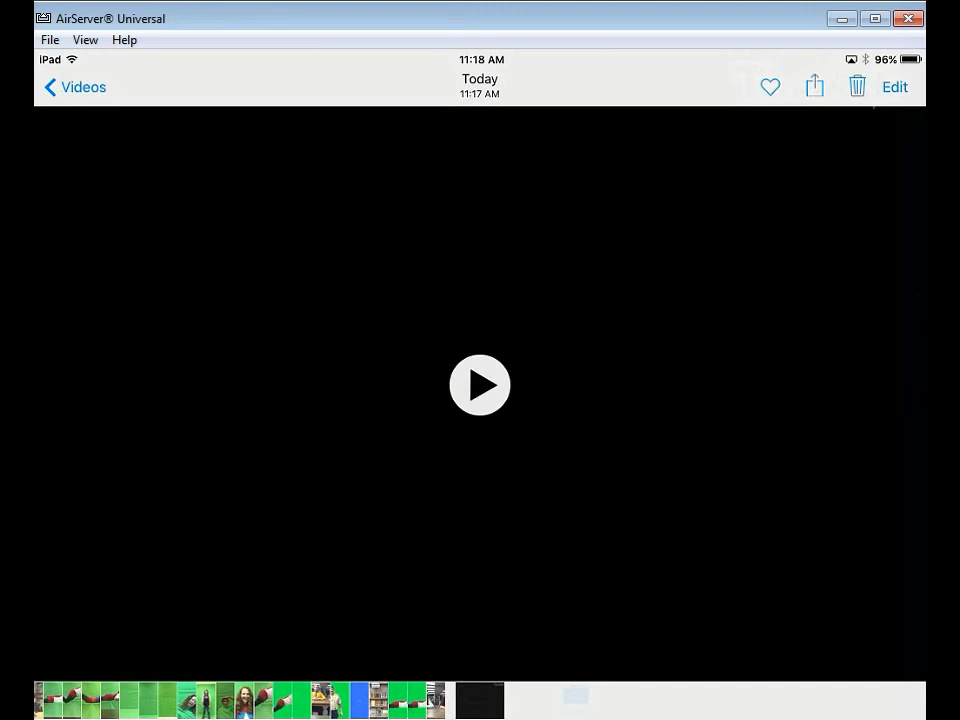 AirServer® Universal
File View Help
iPad 11:18 AM 96%
Videos Today Edit
11:17 AM